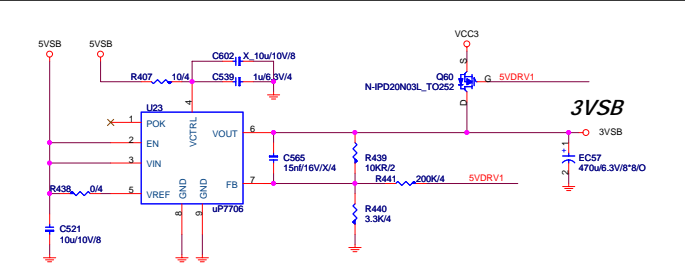 VCC3
5VSB
5VSB
C602
X_10u/10V/8
R407
10/4
C539
1u/6.3V/4
Q60
N-IPD20N03L_TO252
S
G
D
5VDRV1
3VSB
U23
4
VCTRL
1
POK
2
EN
3
VIN
5
VREF
VOUT
6
FB
7
GND
GND
8
9
uP7706
R438
0/4
C521
10u/10V/8
C565
15nf/16V/X/4
R439
10KR/2
R441
200K/4
5VDRV1
R440
3.3K/4
3VSB
1
+
2
EC57
470u/6.3V/8*8/O